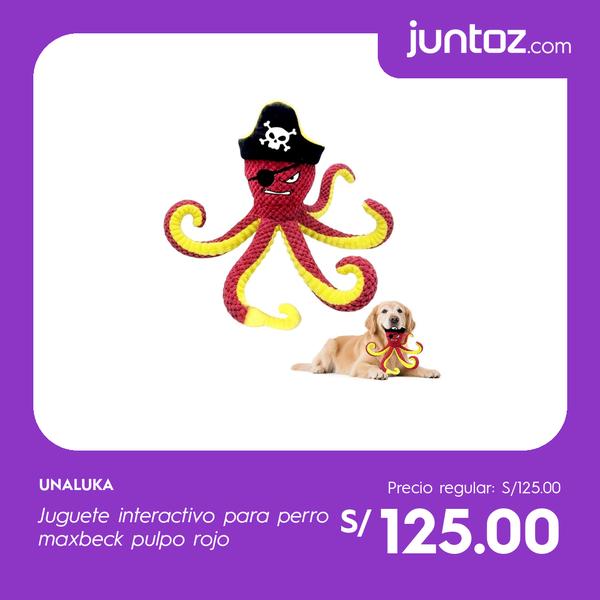 juntoz.com
UNALUKA
Juguete interactivo para perro
maxbeck pulpo rojo
Precio regular: S/125.00
S/125.00